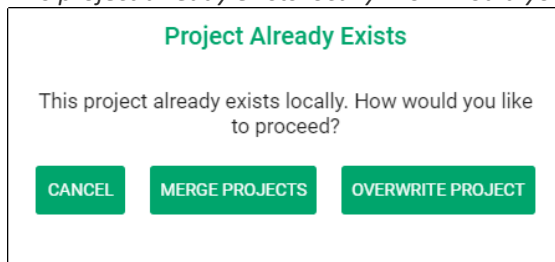 Project Already Exists
This project already exists locally. How would you like
to proceed?
CANCEL
MERGE PROJECTS
OVERWRITE PROJECT